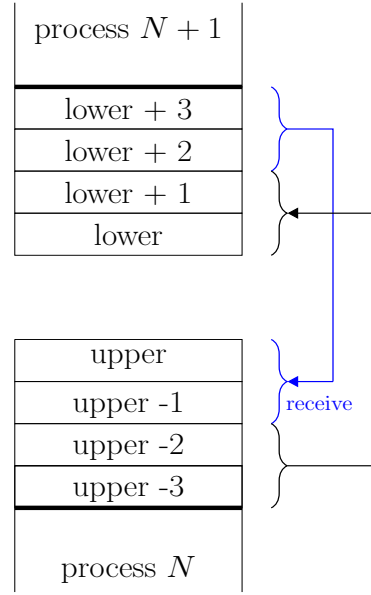 process N + 1
lower + 3
lower + 2
lower + 1
lower
upper
upper -1
receive
upper -2
upper -3
process N